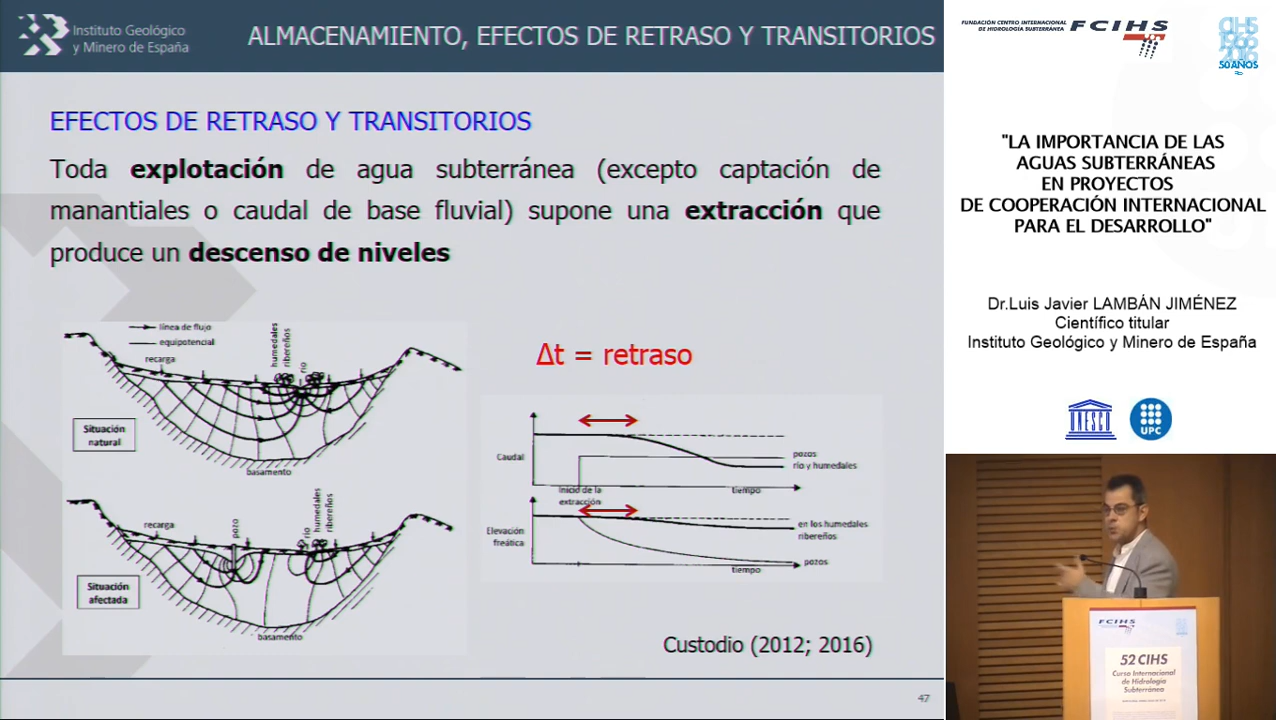 Instituto Geológico
y Minero de España
ALMACENAMIENTO, EFECTOS DE RETRASO Y TRANSITORIOS
EFECTOS DE RETRASO Y TRANSITORIOS
Toda explotación de agua subterránea (excepto captación de
manantiales o caudal de base fluvial) supone una extracción que
produce un descenso de niveles
línea de flujo
equipotencial
recarga
humedales
ribereños
río
Situación
natural
basamento
recarga
pozo
río
humedales
ribereños
Situación
afectada
basamento
Δt = retraso
Caudal
pozos
río y humedales
Inicio de la
extracción
tiempo
Elevación
freática
en los humedales
ribereños
pozos
tiempo
Custodio (2012; 2016)
47
FUNDACIÓN CENTRO INTERNACIONAL
DE HIDROLOGÍA SUBTERRÁNEA
FCIHS
CIHS
1966
2016
50 AÑOS
"LA IMPORTANCIA DE LAS
AGUAS SUBTERRÁNEAS
EN PROYECTOS
DE COOPERACIÓN INTERNACIONAL
PARA EL DESARROLLO"
Dr.Luis Javier LAMBÁN JIMÉNEZ
Científico titular
Instituto Geológico y Minero de España
UNESCO
UPC
FCIHS
52 CIHS
Curso Internacional
de Hidrología
Subterránea